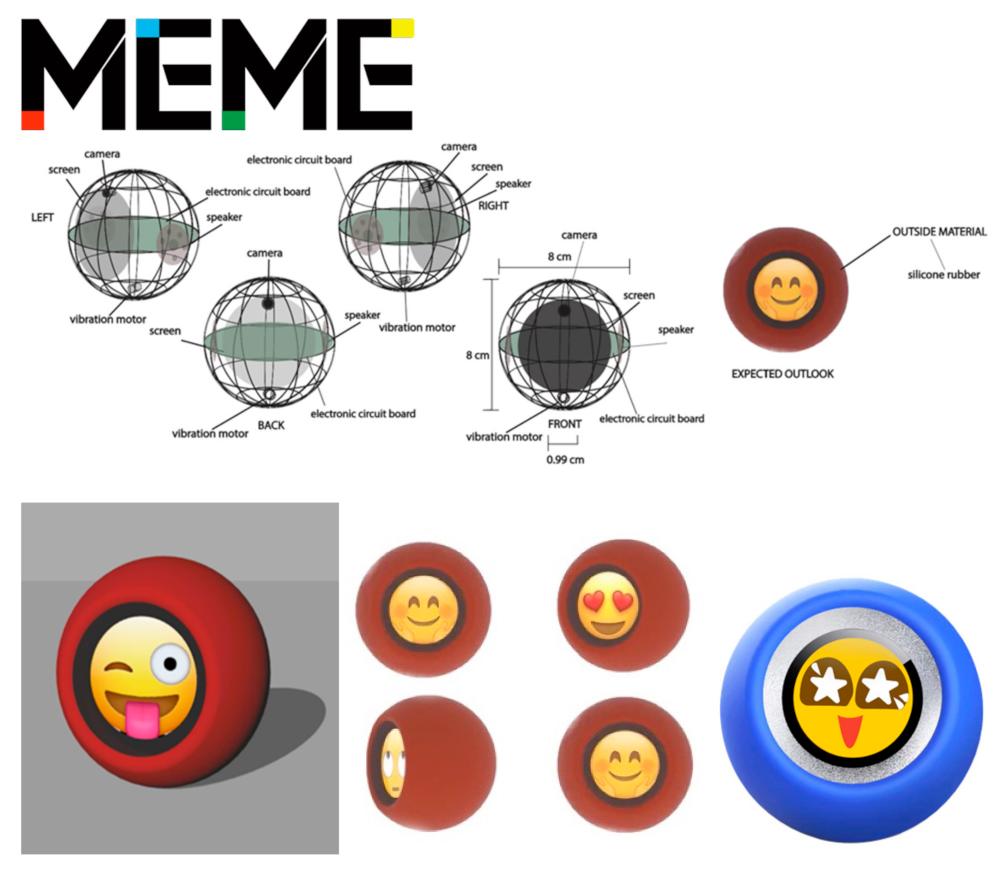 MEME
camera
screen
electronic circuit board
LEFT
speaker
vibration motor
electronic circuit board
camera
screen
speaker
RIGHT
vibration motor
camera
screen
speaker
electronic circuit board
vibration motor
BACK
camera
8 cm
screen
8 cm
speaker
electronic circuit board
vibration motor
FRONT
0.99 cm
OUTSIDE MATERIAL
silicone rubber
EXPECTED OUTLOOK